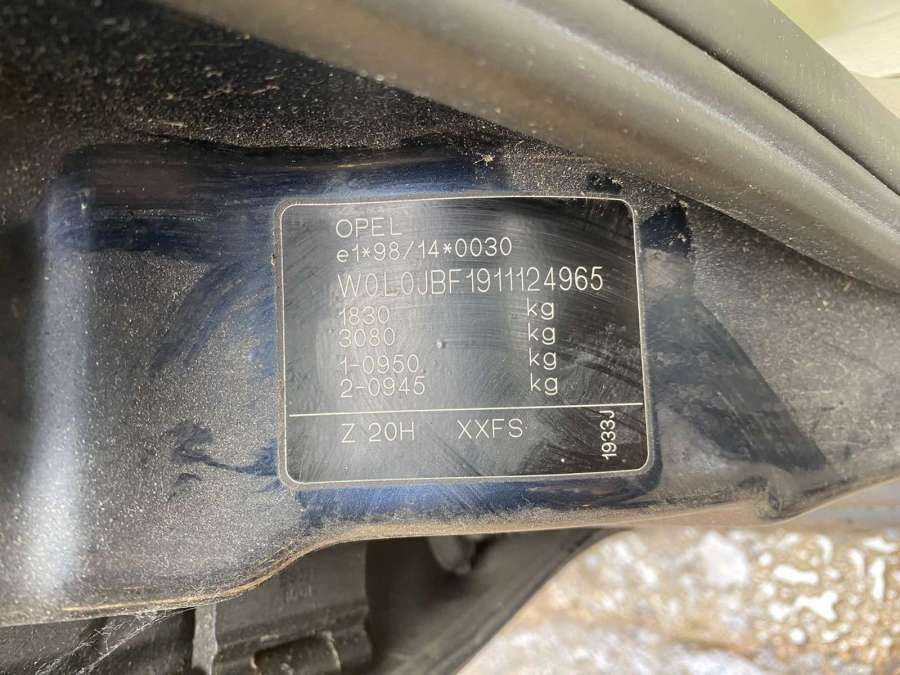 OPEL
e1*98/14*0030
W0L0JBF1911124965
1830 kg
3080 kg
1-0950 kg
2-0945 kg
Z 20H XXFS
1933J